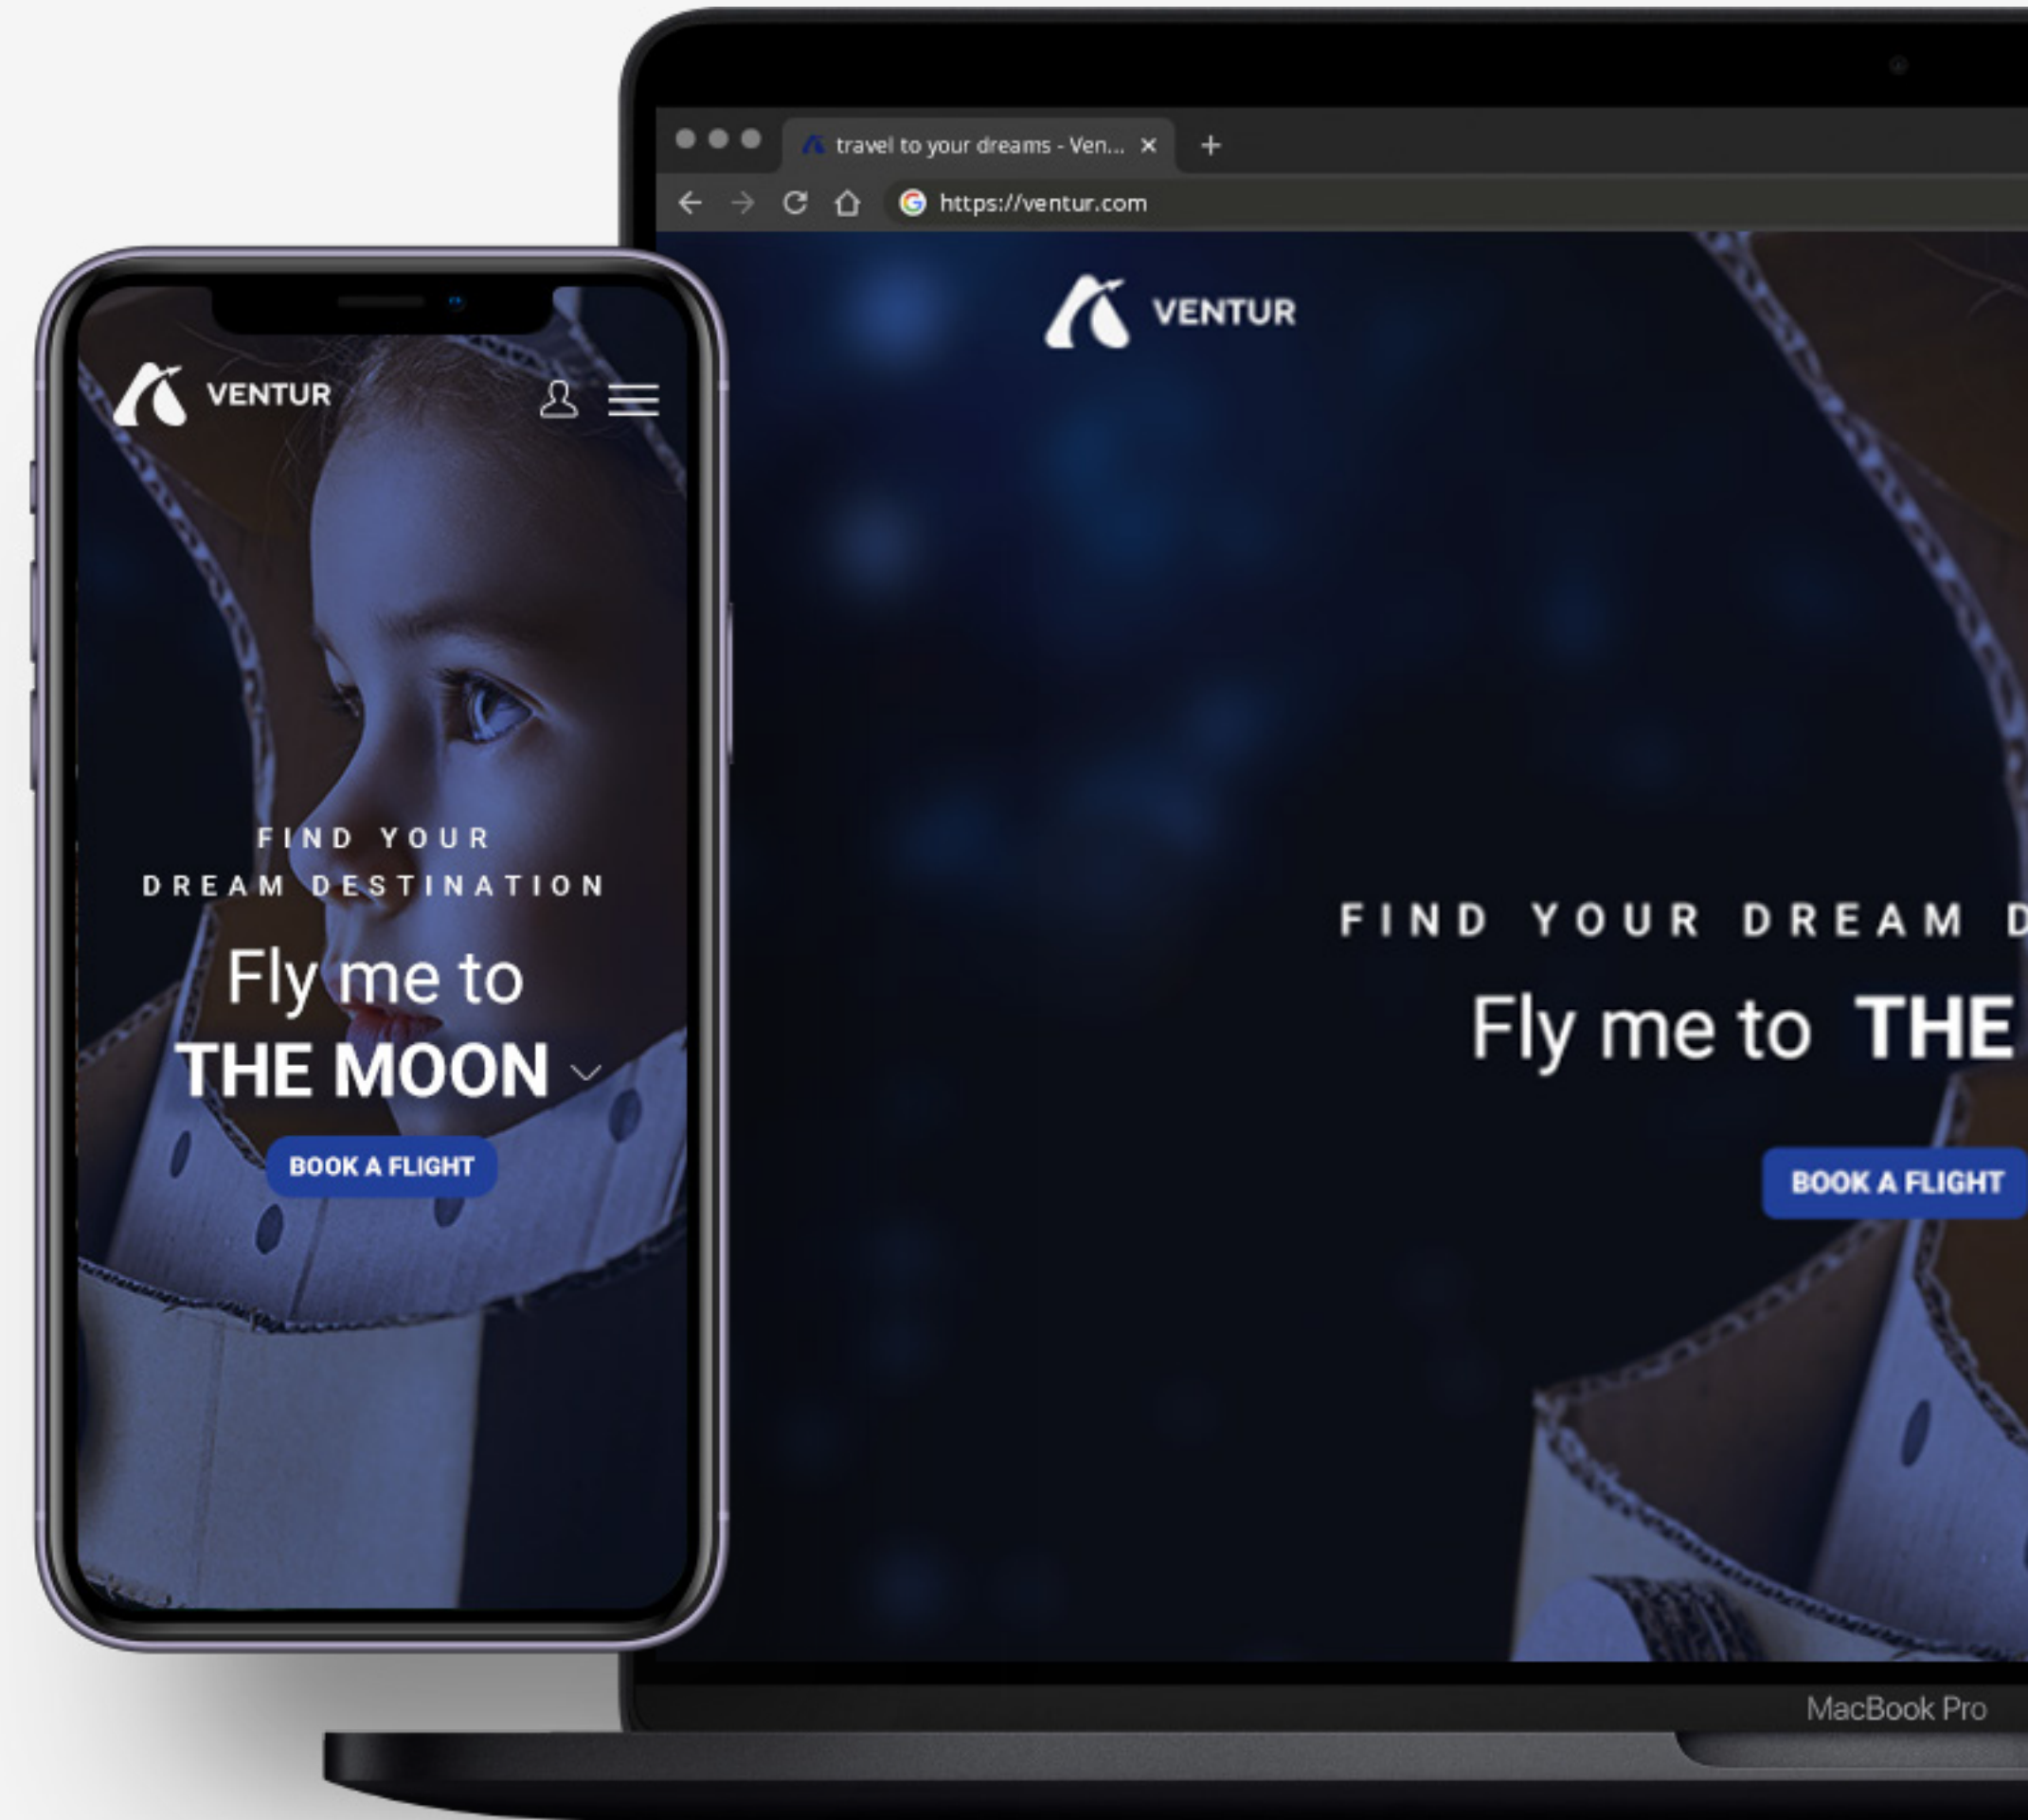 VENTUR
FIND YOUR
DREAM DESTINATION
Fly me to
THE MOON
BOOK A FLIGHT
travel to your dreams - Ven...
https://ventur.com
VENTUR
FIND YOUR DREAM D
Fly me to THE
BOOK A FLIGHT
MacBook Pro